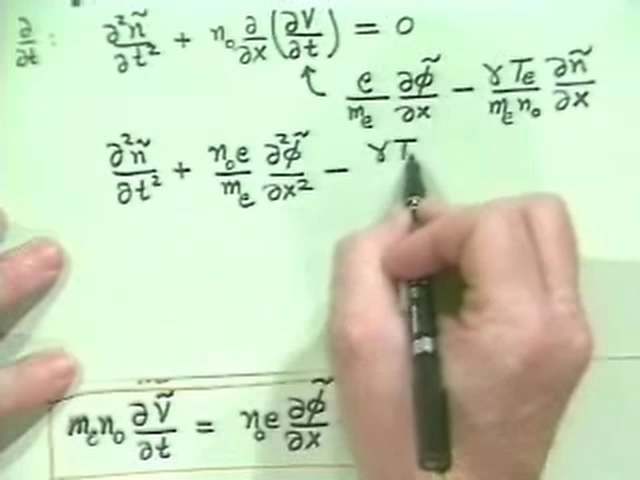 ∂/∂t: ∂²ñ/∂t² + n₀ ∂/∂x (∂Ṽ/∂t) = 0
e/mₑ ∂φ̃/∂x − γTₑ/mₑn₀ ∂ñ/∂x
∂²ñ/∂t² + n₀e/mₑ ∂²φ̃/∂x² − γT
mₑn₀ ∂Ṽ/∂t = n₀e ∂φ̃/∂x